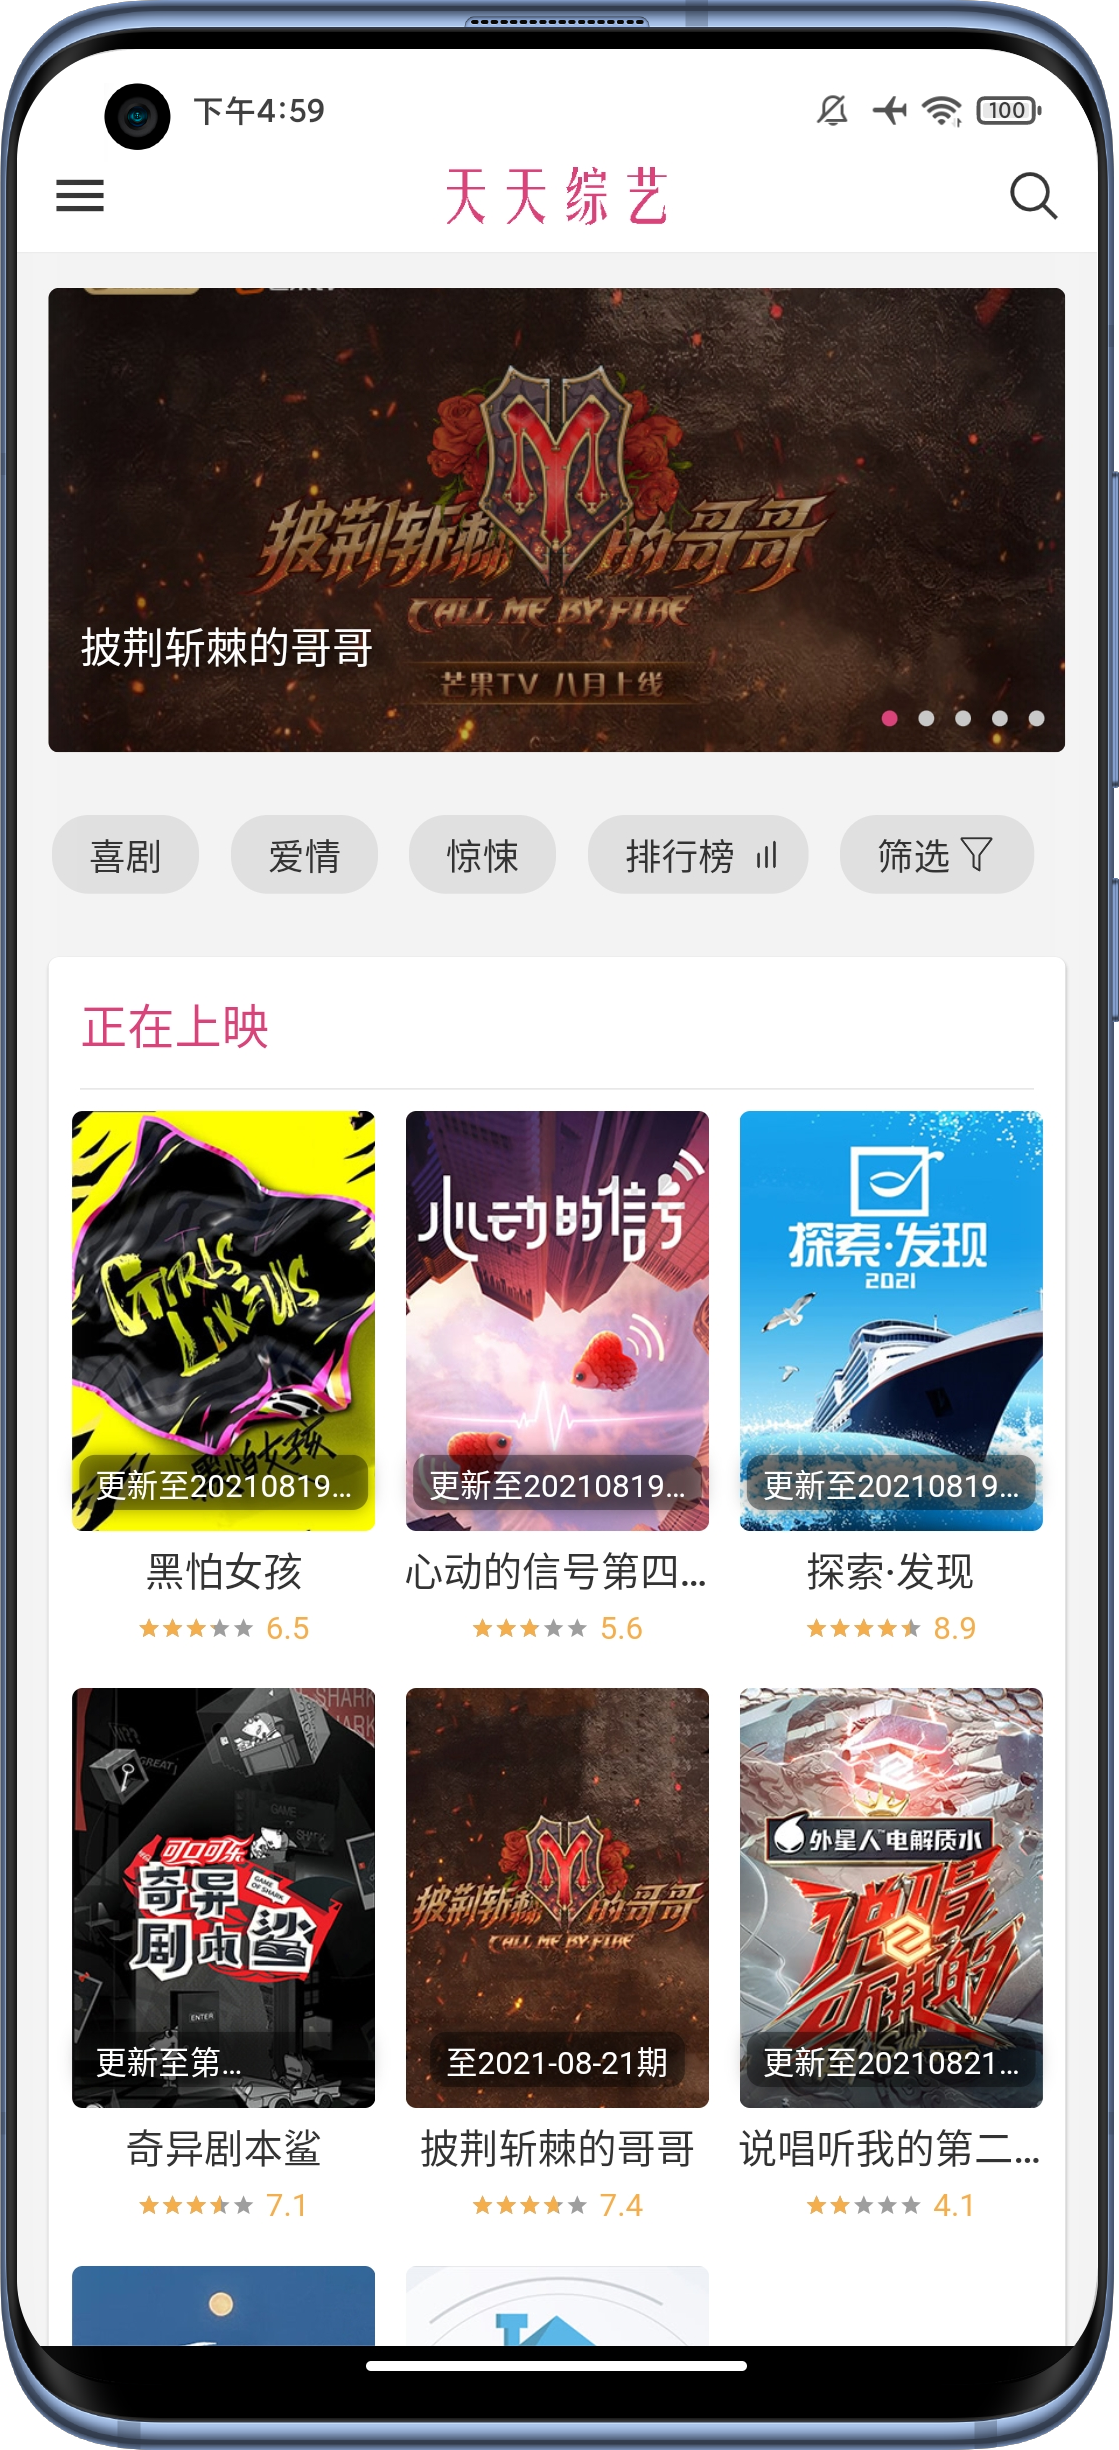 下午4:59
100
天天综艺
披荆斩棘的哥哥
CALL ME BY FIRE
披荆斩棘的哥哥
芒果TV 八月上线
喜剧
爱情
惊悚
排行榜
筛选
正在上映
GIRLS
LIKE US
黑怕女孩
更新至20210819...
心动的信号
更新至20210819...
探索·发现
2021
更新至20210819...
黑怕女孩
心动的信号第四...
探索·发现
6.5
5.6
8.9
SHARK
GREAT
GAME
OF SHARK
可口可乐
奇异
剧本鲨
GAME
OF SHARK
ENTER
更新至第...
披荆斩棘的哥哥
CALL ME BY FIRE
至2021-08-21期
外星人电解质水
说唱
听我的
2
更新至20210821...
奇异剧本鲨
披荆斩棘的哥哥
说唱听我的第二...
7.1
7.4
4.1